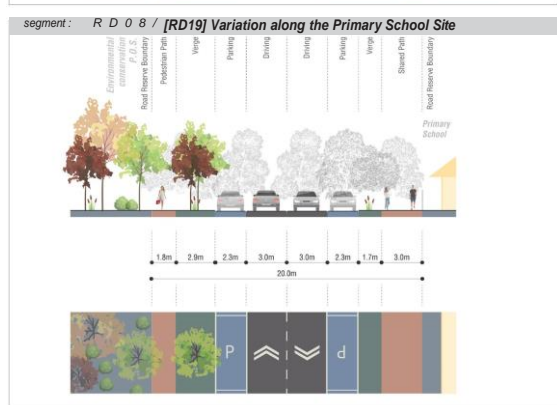 segment : R D 0 8 / [RD19] Variation along the Primary School Site
Environmental
conservation
P.O.S.
Road Reserve Boundary
Pedestrian Path
Verge
Parking
Driving
Driving
Parking
Verge
Shared Path
Road Reserve Boundary
Primary
School
1.8m 2.9m 2.3m 3.0m 3.0m 2.3m 1.7m 3.0m
20.0m
P P